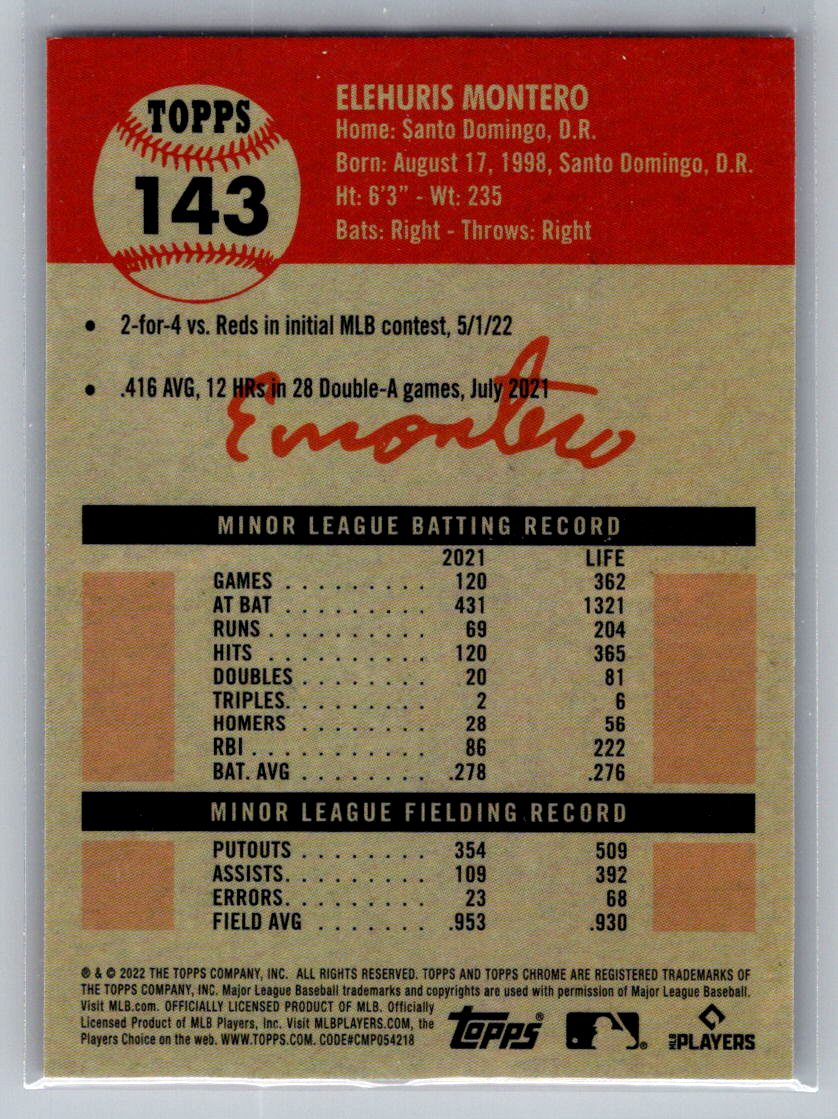 TOPPS
143
ELEHURIS MONTERO
Home: Santo Domingo, D.R.
Born: August 17, 1998, Santo Domingo, D.R.
Ht: 6'3" - Wt: 235
Bats: Right - Throws: Right
• 2-for-4 vs. Reds in initial MLB contest, 5/1/22
• .416 AVG, 12 HRs in 28 Double-A games, July 2021
Emontero
MINOR LEAGUE BATTING RECORD
2021 LIFE
GAMES . . . . . . . . . 120 362
AT BAT . . . . . . . . . 431 1321
RUNS . . . . . . . . . . 69 204
HITS . . . . . . . . . . 120 365
DOUBLES . . . . . . . . 20 81
TRIPLES. . . . . . . . . 2 6
HOMERS . . . . . . . . 28 56
RBI . . . . . . . . . . . 86 222
BAT. AVG . . . . . . . . .278 .276
MINOR LEAGUE FIELDING RECORD
PUTOUTS . . . . . . . . 354 509
ASSISTS. . . . . . . . . 109 392
ERRORS. . . . . . . . . 23 68
FIELD AVG . . . . . . . .953 .930
® & © 2022 THE TOPPS COMPANY, INC. ALL RIGHTS RESERVED. TOPPS AND TOPPS CHROME ARE REGISTERED TRADEMARKS OF
THE TOPPS COMPANY, INC. Major League Baseball trademarks and copyrights are used with permission of Major League Baseball.
Visit MLB.com. OFFICIALLY LICENSED PRODUCT OF MLB. Officially
Licensed Product of MLB Players, Inc. Visit MLBPLAYERS.COM, the
Players Choice on the web. WWW.TOPPS.COM. CODE#CMP054218
Topps®
®
MLB PLAYERS